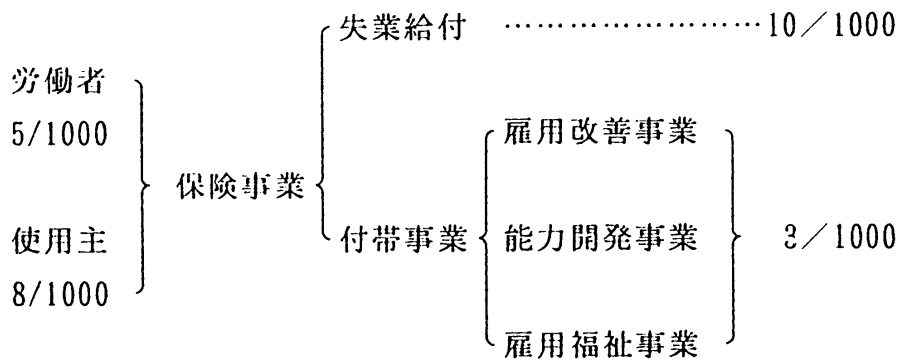 失業給付 ……………………10／1000
労働者
5/1000
雇用改善事業
保険事業
使用主
付帯事業 能力開発事業 3／1000
8/1000
雇用福祉事業